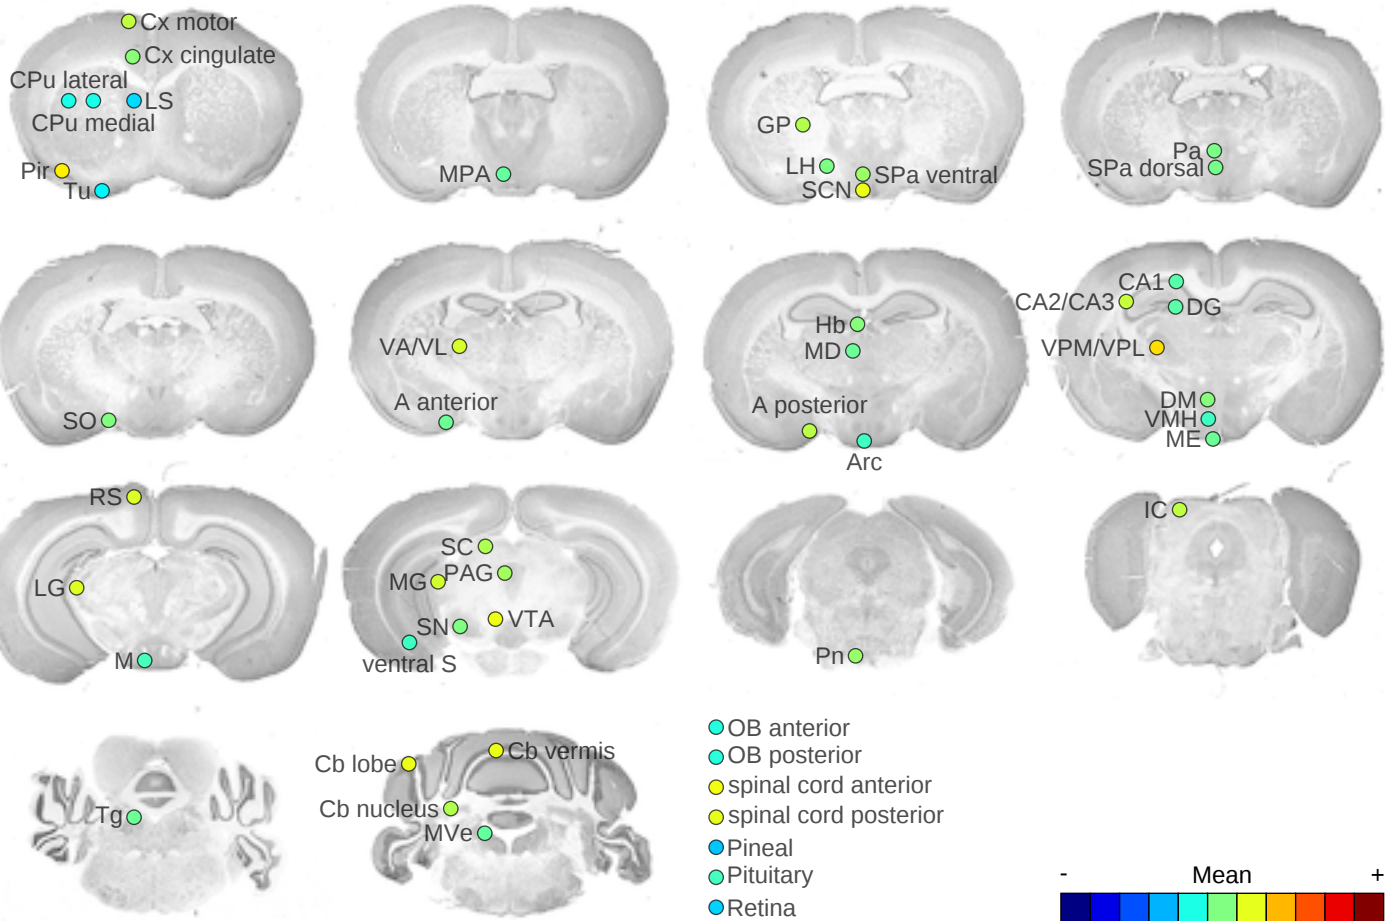 Cx motor
Cx cingulate
CPu lateral
LS
CPu medial
Pir
Tu
MPA
GP
LH
SPa ventral
SCN
Pa
SPa dorsal
SO
VA/VL
A anterior
Hb
MD
A posterior
Arc
CA1
CA2/CA3
DG
VPM/VPL
DM
VMH
ME
RS
LG
M
SC
PAG
MG
VTA
SN
ventral S
Pn
IC
Tg
Cb vermis
Cb lobe
Cb nucleus
MVe
OB anterior
OB posterior
spinal cord anterior
spinal cord posterior
Pineal
Pituitary
Retina
- Mean +